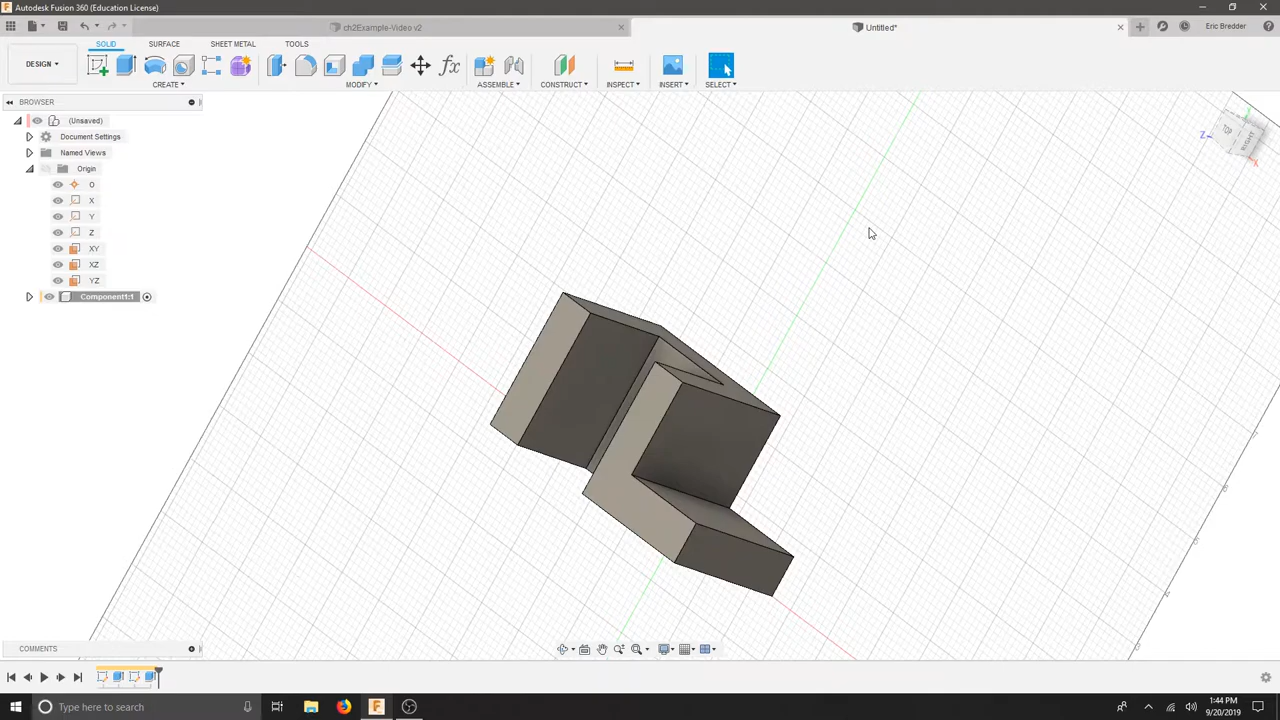 Autodesk Fusion 360 (Education License)
ch2Example-Video v2
Untitled*
Eric Bredder
SOLID SURFACE SHEET METAL TOOLS
DESIGN
CREATE MODIFY ASSEMBLE CONSTRUCT INSPECT INSERT SELECT
BROWSER
(Unsaved)
Document Settings
Named Views
Origin
O
X
Y
Z
XY
XZ
YZ
Component1:1
TOP
RIGHT
Z
X
COMMENTS
Type here to search
1:44 PM
9/20/2019